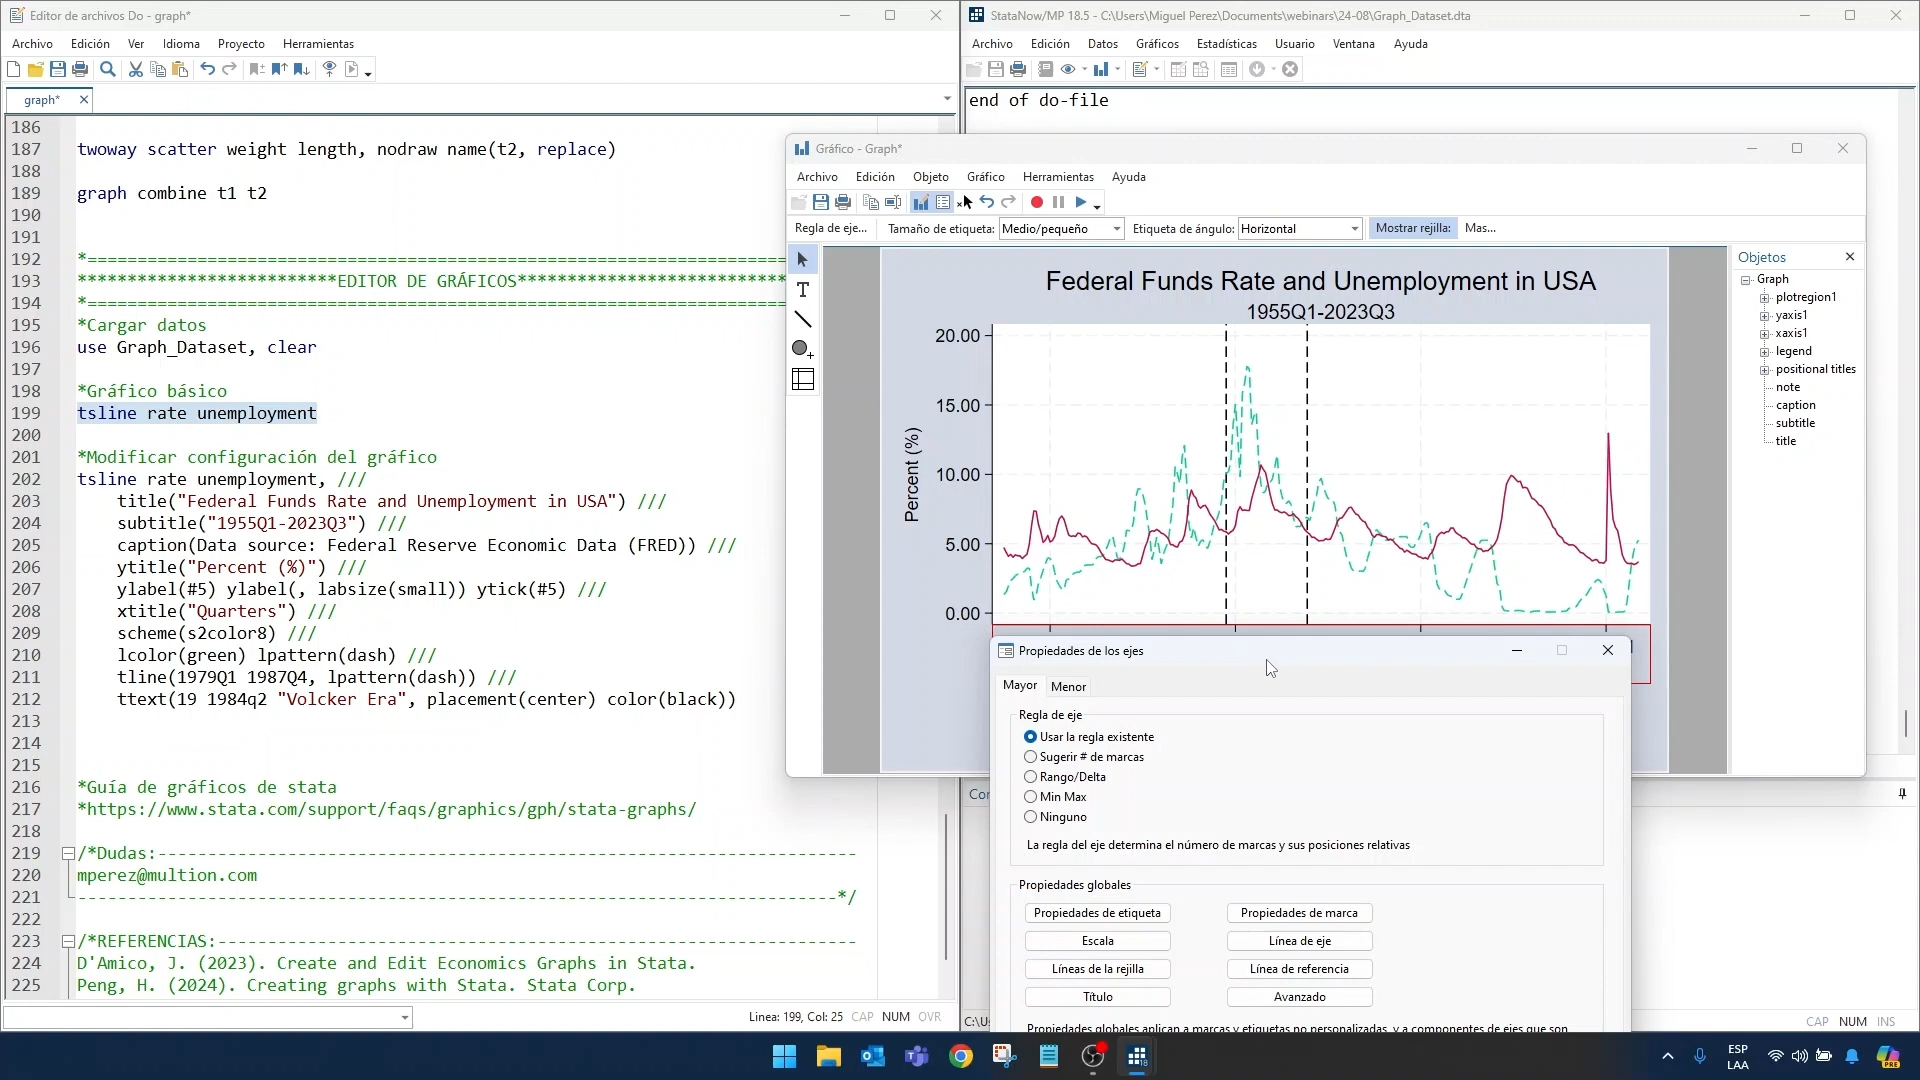 Editor de archivos Do - graph*
Archivo Edición Ver Idioma Proyecto Herramientas
graph*
186
187 twoway scatter weight length, nodraw name(t2, replace)
188
189 graph combine t1 t2
190
191
192 *======================================================================
193 **************************EDITOR DE GRÁFICOS***************************
194 *======================================================================
195 *Cargar datos
196 use Graph_Dataset, clear
197
198 *Gráfico básico
199 tsline rate unemployment
200
201 *Modificar configuración del gráfico
202 tsline rate unemployment, ///
203 title("Federal Funds Rate and Unemployment in USA") ///
204 subtitle("1955Q1-2023Q3") ///
205 caption(Data source: Federal Reserve Economic Data (FRED)) ///
206 ytitle("Percent (%)") ///
207 ylabel(#5) ylabel(, labsize(small)) ytick(#5) ///
208 xtitle("Quarters") ///
209 scheme(s2color8) ///
210 lcolor(green) lpattern(dash) ///
211 tline(1979Q1 1987Q4, lpattern(dash)) ///
212 ttext(19 1984q2 "Volcker Era", placement(center) color(black))
213
214
215
216 *Guía de gráficos de stata
217 *https://www.stata.com/support/faqs/graphics/gph/stata-graphs/
218
219 /*Dudas:----------------------------------------------------------------------
220 mperez@multion.com
221 ----------------------------------------------------------------------------*/
222
223 /*REFERENCIAS:----------------------------------------------------------------
224 D'Amico, J. (2023). Create and Edit Economics Graphs in Stata.
225 Peng, H. (2024). Creating graphs with Stata. Stata Corp.
Linea: 199, Col: 25 CAP NUM OVR
StataNow/MP 18.5 - C:\Users\Miguel Perez\Documents\webinars\24-08\Graph_Dataset.dta
Archivo Edición Datos Gráficos Estadísticas Usuario Ventana Ayuda
end of do-file
Gráfico - Graph*
Archivo Edición Objeto Gráfico Herramientas Ayuda
Regla de eje... Tamaño de etiqueta: Medio/pequeño Etiqueta de ángulo: Horizontal Mostrar rejilla: Mas...
T
Federal Funds Rate and Unemployment in USA
1955Q1-2023Q3
20.00
15.00
10.00
5.00
0.00
Percent (%)
Objetos
Graph
plotregion1
yaxis1
xaxis1
legend
positional titles
note
caption
subtitle
title
Propiedades de los ejes
Mayor Menor
Regla de eje
Usar la regla existente
Sugerir # de marcas
Rango/Delta
Min Max
Ninguno
La regla del eje determina el número de marcas y sus posiciones relativas
Propiedades globales
Propiedades de etiqueta Propiedades de marca
Escala Línea de eje
Líneas de la rejilla Línea de referencia
Título Avanzado
Propiedades globales aplican a marcas y etiquetas no personalizadas, y a componentes de ejes que son
CAP NUM INS
ESP
LAA
PRE